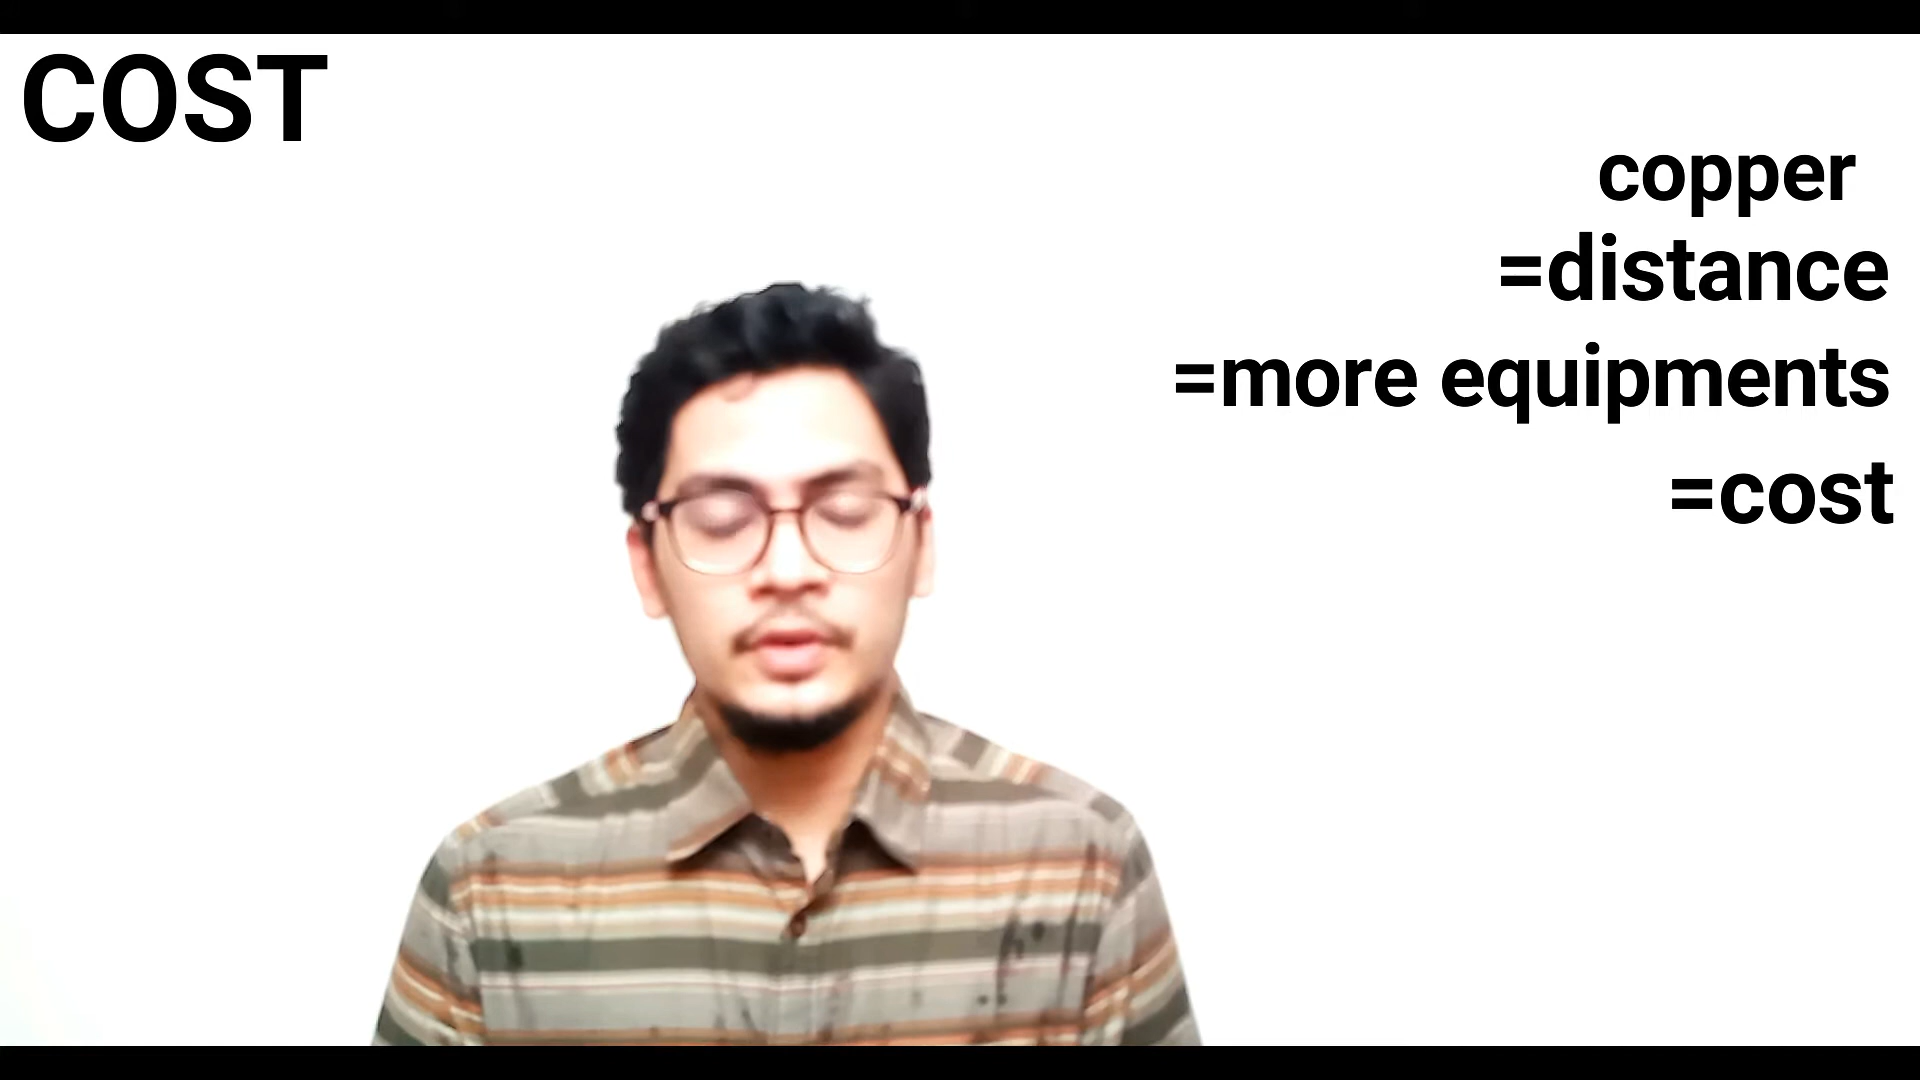 COST
copper
=distance
=more equipments
=cost